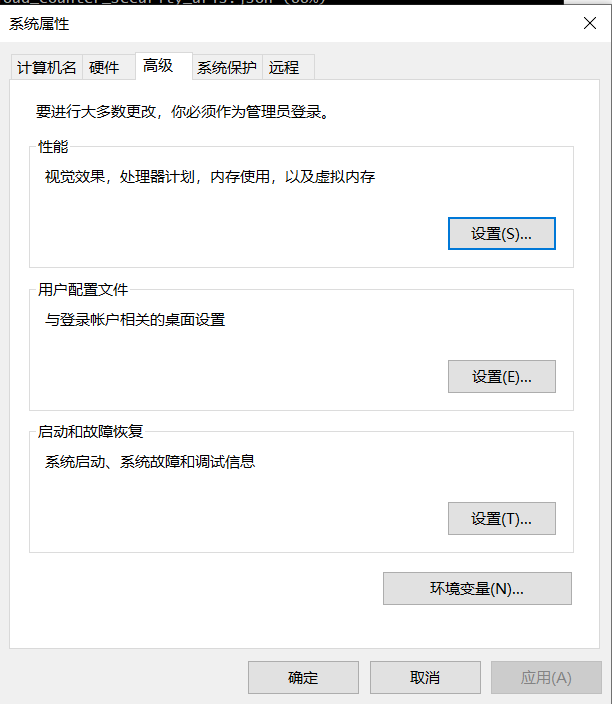 系统属性
计算机名 硬件 高级 系统保护 远程
要进行大多数更改，你必须作为管理员登录。
性能
视觉效果，处理器计划，内存使用，以及虚拟内存
设置(S)...
用户配置文件
与登录帐户相关的桌面设置
设置(E)...
启动和故障恢复
系统启动、系统故障和调试信息
设置(T)...
环境变量(N)...
确定 取消 应用(A)